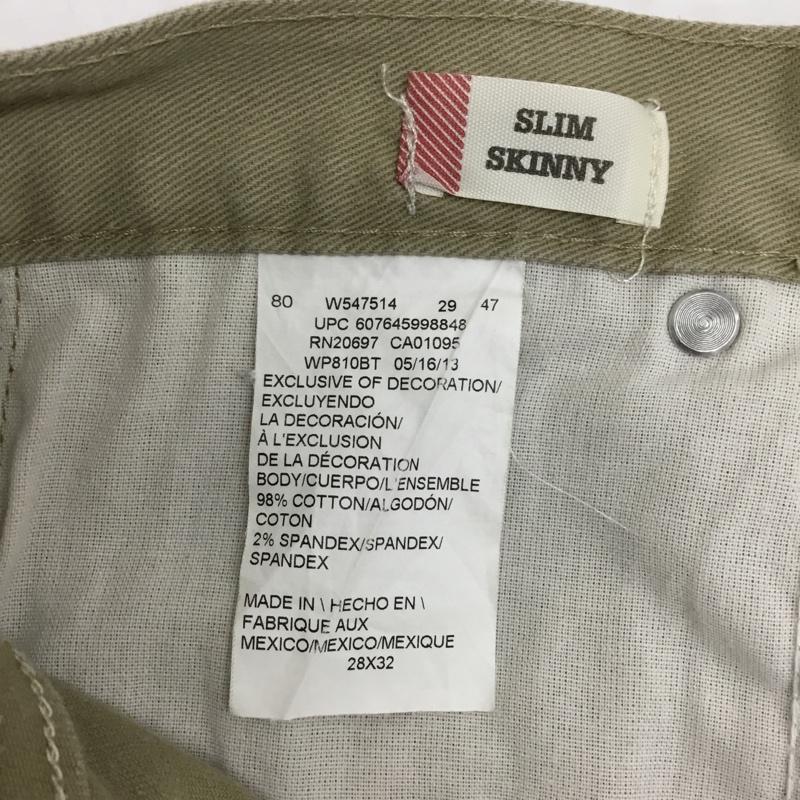 SLIM
SKINNY
80 W547514 29 47
UPC 607645998848
RN20697 CA01095
WP810BT 05/16/13
EXCLUSIVE OF DECORATION/
EXCLUYENDO
LA DECORACIÓN/
À L'EXCLUSION
DE LA DÉCORATION
BODY/CUERPO/L'ENSEMBLE
98% COTTON/ALGODÓN/
COTON
2% SPANDEX/SPANDEX/
SPANDEX
MADE IN \ HECHO EN \
FABRIQUE AUX
MEXICO/MEXICO/MEXIQUE
28X32